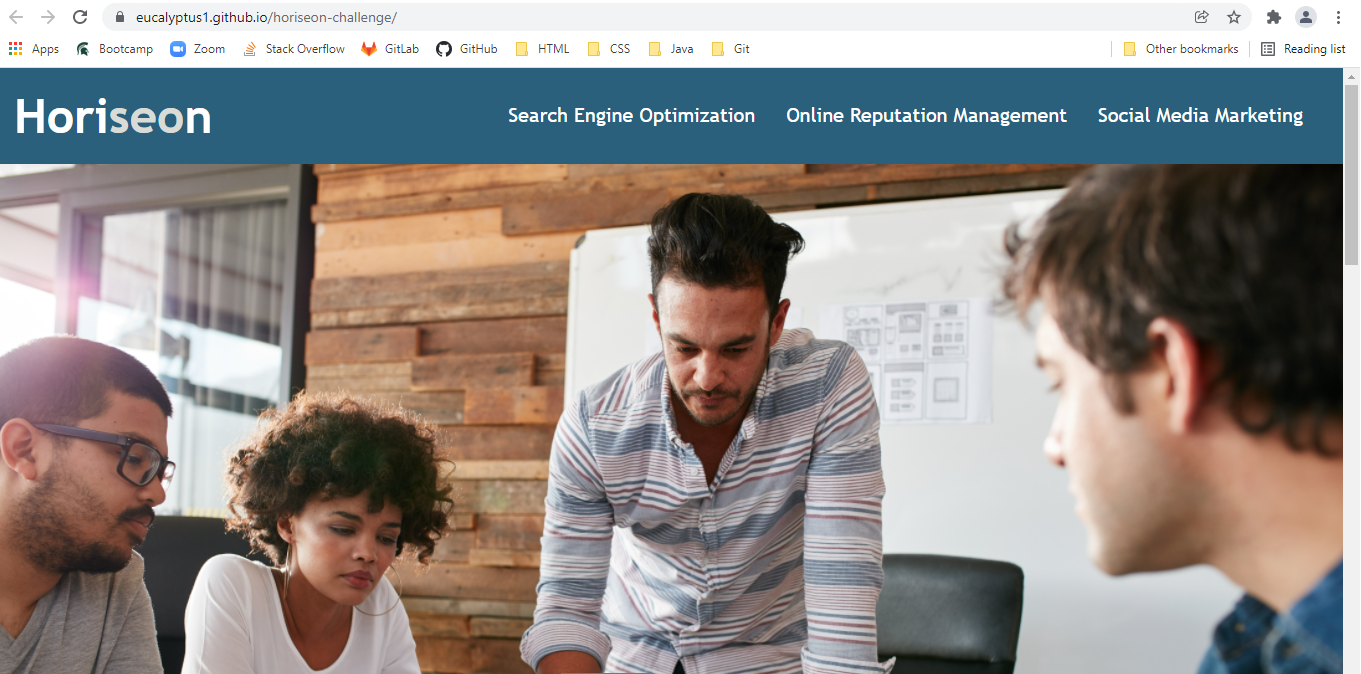 eucalyptus1.github.io/horiseon-challenge/
Apps Bootcamp Zoom Stack Overflow GitLab GitHub HTML CSS Java Git Other bookmarks Reading list
Horiseon Search Engine Optimization Online Reputation Management Social Media Marketing